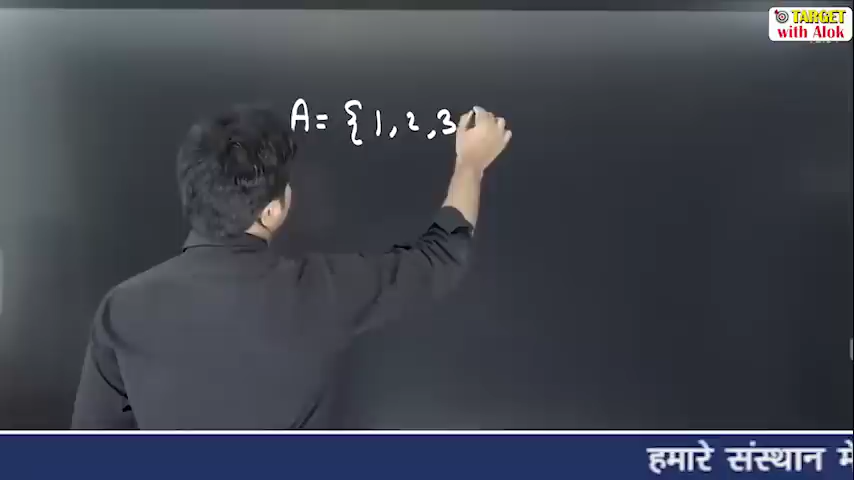 TARGET
with Alok
A = { 1, 2, 3
हमारे संस्थान में